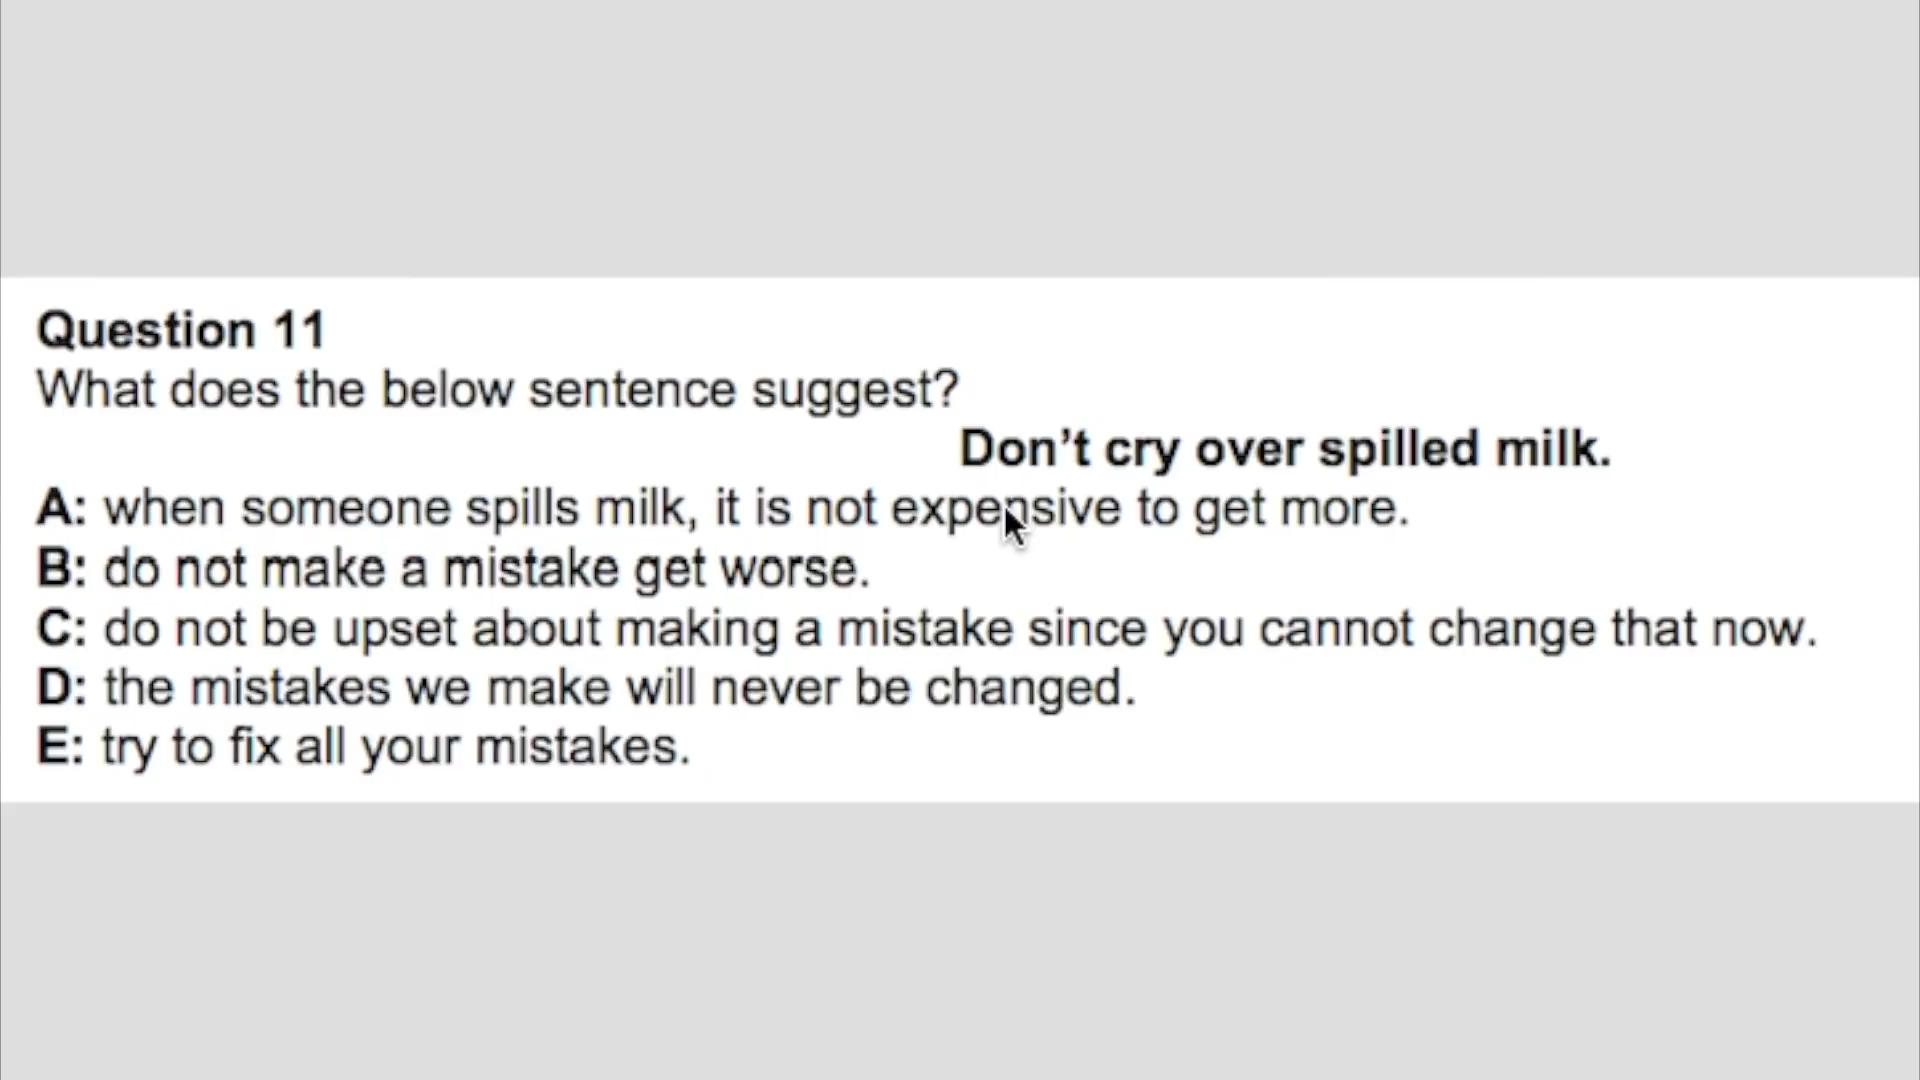 Question 11
What does the below sentence suggest?
Don’t cry over spilled milk.
A: when someone spills milk, it is not expensive to get more.
B: do not make a mistake get worse.
C: do not be upset about making a mistake since you cannot change that now.
D: the mistakes we make will never be changed.
E: try to fix all your mistakes.